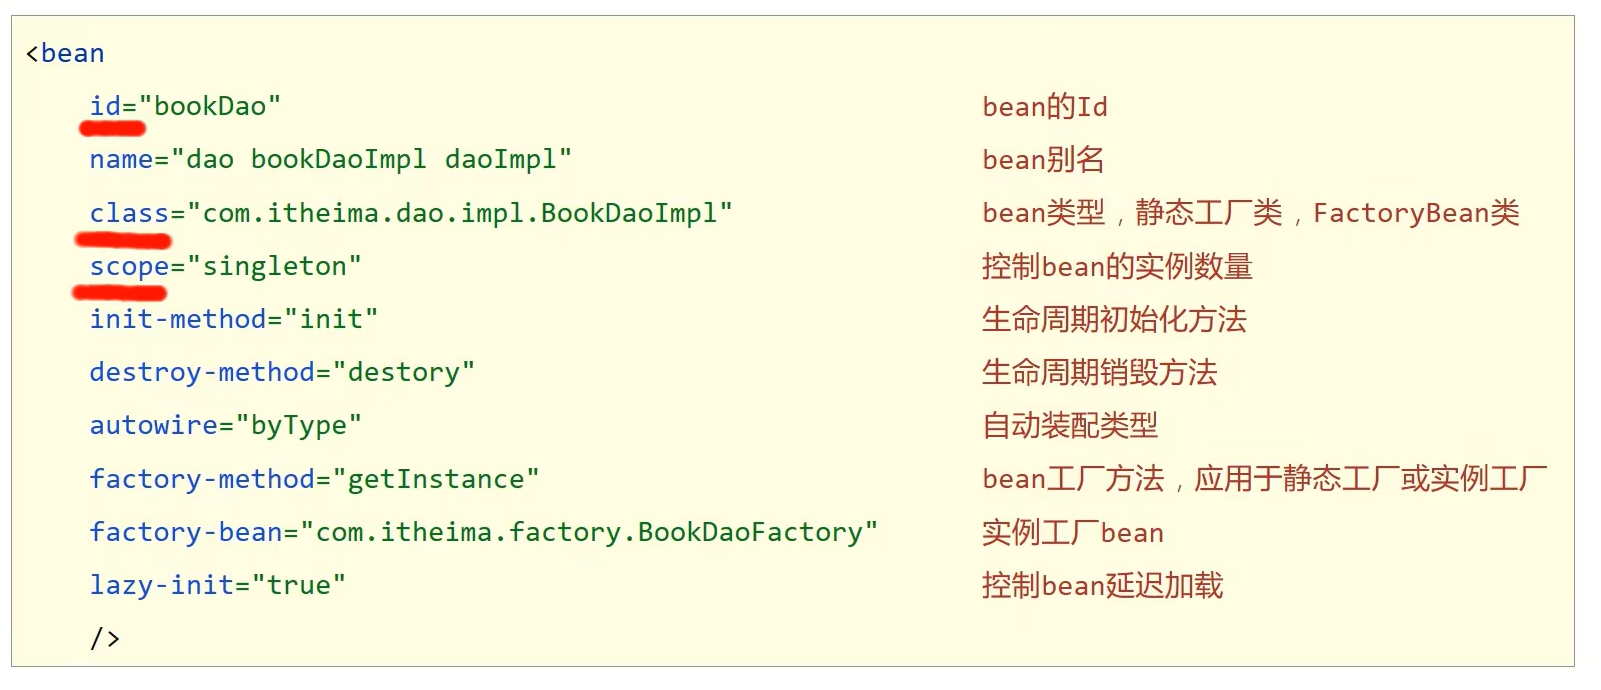 <bean
id="bookDao" bean的Id
name="dao bookDaoImpl daoImpl" bean别名
class="com.itheima.dao.impl.BookDaoImpl" bean类型，静态工厂类，FactoryBean类
scope="singleton" 控制bean的实例数量
init-method="init" 生命周期初始化方法
destroy-method="destory" 生命周期销毁方法
autowire="byType" 自动装配类型
factory-method="getInstance" bean工厂方法，应用于静态工厂或实例工厂
factory-bean="com.itheima.factory.BookDaoFactory" 实例工厂bean
lazy-init="true" 控制bean延迟加载
/>